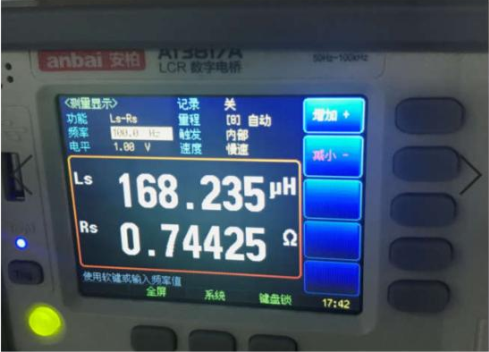 anbai 安柏 AT3817A
LCR 数字电桥
50Hz-100kHz
<测量显示> 记录 关
功能 Ls-Rs 量程 [8] 自动 增加 +
频率 100.0 Hz 触发 内部
电平 1.00 V 速度 慢速 减小 -
Ls 168.235 μH
Rs 0.74425 Ω
使用软键或输入频率值
全屏 系统 键盘锁 17:42